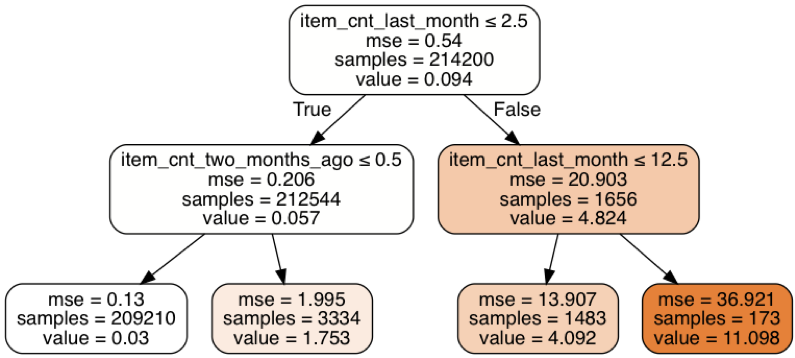 item_cnt_last_month ≤ 2.5
mse = 0.54
samples = 214200
value = 0.094
True
False
item_cnt_two_months_ago ≤ 0.5
mse = 0.206
samples = 212544
value = 0.057
item_cnt_last_month ≤ 12.5
mse = 20.903
samples = 1656
value = 4.824
mse = 0.13
samples = 209210
value = 0.03
mse = 1.995
samples = 3334
value = 1.753
mse = 13.907
samples = 1483
value = 4.092
mse = 36.921
samples = 173
value = 11.098